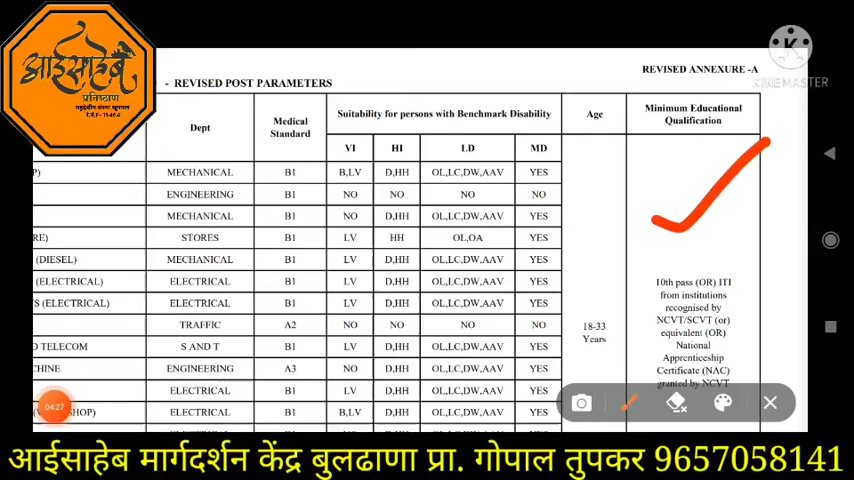 आईसाहेब
प्रतिष्ठाण
KINEMASTER
REVISED ANNEXURE -A
- REVISED POST PARAMETERS
Dept
Medical Standard
Suitability for persons with Benchmark Disability
Age
Minimum Educational Qualification
VI HI LD MD
P) MECHANICAL B1 B,LV D,HH OL,LC,DW,AAV YES
ENGINEERING B1 NO NO NO NO
MECHANICAL B1 NO D,HH OL,LC,DW,AAV YES
RE) STORES B1 LV HH OL,OA YES
(DIESEL) MECHANICAL B1 LV D,HH OL,LC,DW,AAV YES
(ELECTRICAL) ELECTRICAL B1 LV D,HH OL,LC,DW,AAV YES
S (ELECTRICAL) ELECTRICAL B1 LV D,HH OL,LC,DW,AAV YES
TRAFFIC A2 NO NO NO NO
TELECOM S AND T B1 LV D,HH OL,LC,DW,AAV YES
CHINE ENGINEERING A3 NO D,HH OL,LC,DW,AAV YES
ELECTRICAL B1 LV D,HH OL,LC,DW,AAV YES
SHOP) ELECTRICAL B1 B,LV D,HH OL,LC,DW,AAV YES
18-33
Years
10th pass (OR) ITI
from institutions
recognised by
NCVT/SCVT (or)
equivalent (OR)
National
Apprenticeship
Certificate (NAC)
granted by NCVT
04:27
आईसाहेब मार्गदर्शन केंद्र बुलढाणा प्रा. गोपाल तुपकर 9657058141